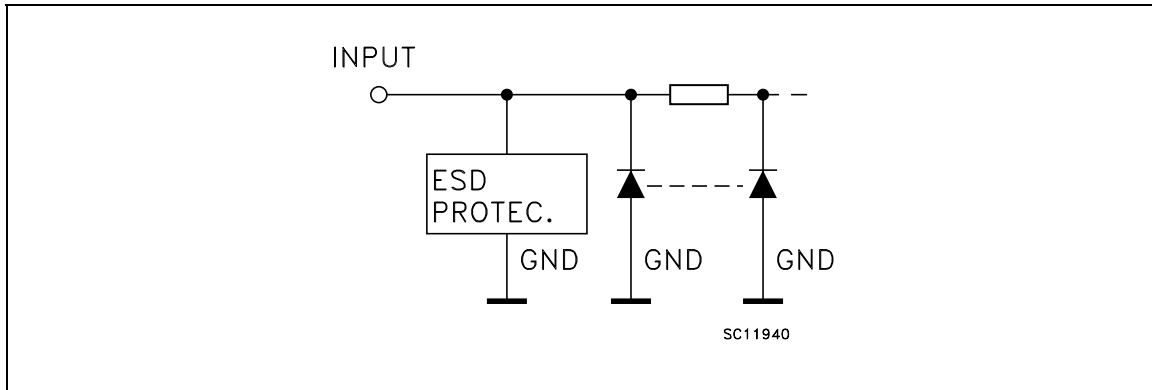 INPUT
ESD
PROTEC.
GND
GND
GND
SC11940